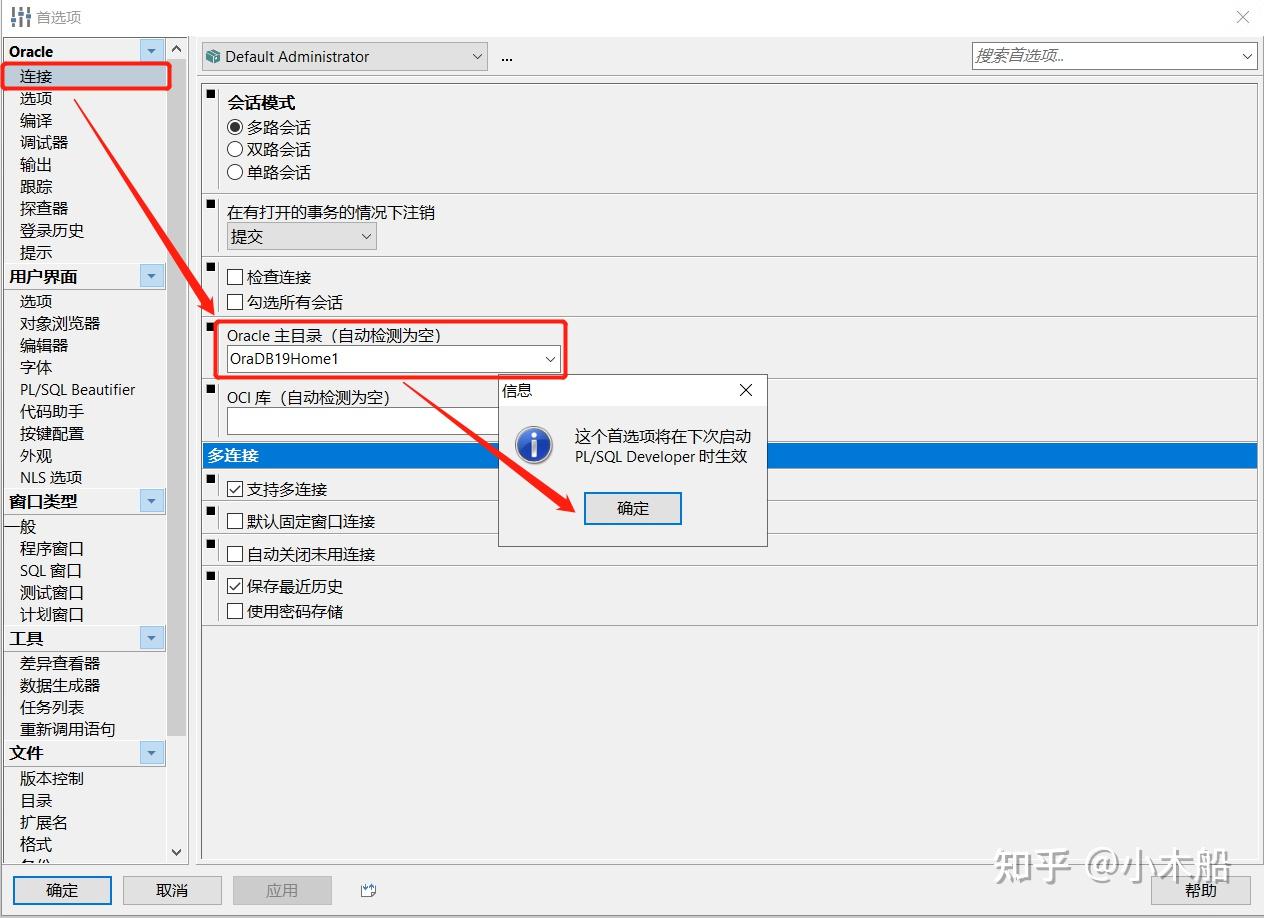 首选项
Oracle
连接
选项
编译
调试器
输出
跟踪
探查器
登录历史
提示
用户界面
选项
对象浏览器
编辑器
字体
PL/SQL Beautifier
代码助手
按键配置
外观
NLS 选项
窗口类型
一般
程序窗口
SQL 窗口
测试窗口
计划窗口
工具
差异查看器
数据生成器
任务列表
重新调用语句
文件
版本控制
目录
扩展名
格式
Default Administrator
...
搜索首选项...
会话模式
多路会话
双路会话
单路会话
在有打开的事务的情况下注销
提交
检查连接
勾选所有会话
Oracle 主目录（自动检测为空）
OraDB19Home1
OCI 库（自动检测为空）
多连接
支持多连接
默认固定窗口连接
自动关闭未用连接
保存最近历史
使用密码存储
信息
这个首选项将在下次启动
PL/SQL Developer 时生效
确定
确定
取消
应用
帮助
知乎 @小木船